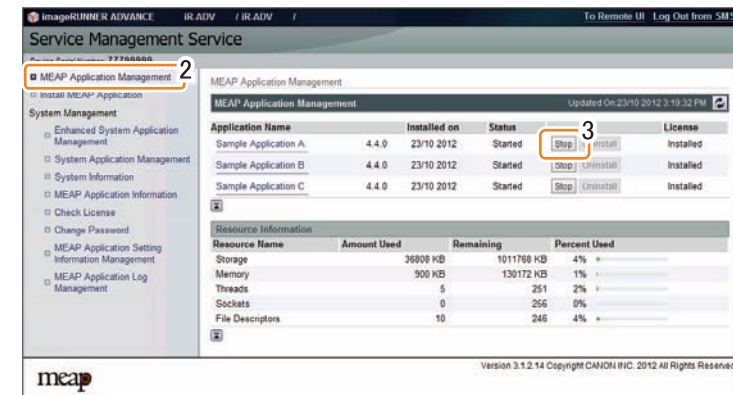 imageRUNNER ADVANCE iR-ADV / iR-ADV /
To Remote UI Log Out from SMS
Service Management Service
Device Serial Number: ZZZ99999
MEAP Application Management 2
Install MEAP Application
System Management
Enhanced System Application
Management
System Application Management
System Information
MEAP Application Information
Check License
Change Password
MEAP Application Setting
Information Management
MEAP Application Log
Management
MEAP Application Management
MEAP Application Management Updated On:23/10 2012 3:19:32 PM
Application Name Installed on Status License
3
Sample Application A 4.4.0 23/10 2012 Started Stop Uninstall Installed
Sample Application B 4.4.0 23/10 2012 Started Stop Uninstall Installed
Sample Application C 4.4.0 23/10 2012 Started Stop Uninstall Installed
Resource Information
Resource Name Amount Used Remaining Percent Used
Storage 36808 KB 1011768 KB 4%
Memory 900 KB 130172 KB 1%
Threads 5 251 2%
Sockets 0 256 0%
File Descriptors 10 246 4%
meap
Version 3.1.2.14 Copyright CANON INC. 2012 All Rights Reserved